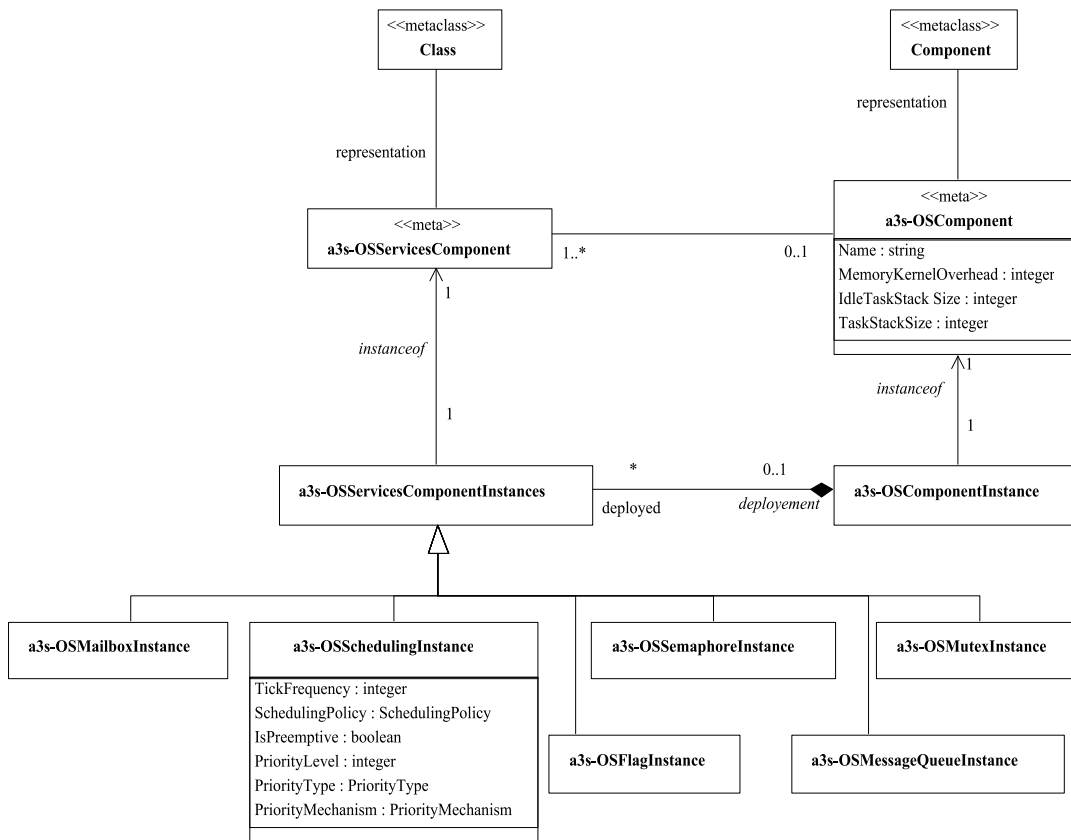 <<metaclass>>
Class
<<metaclass>>
Component
representation
representation
<<meta>>
a3s-OSServicesComponent
<<meta>>
a3s-OSComponent
1..*
0..1
Name : string
MemoryKernelOverhead : integer
IdleTaskStack Size : integer
TaskStackSize : integer
1
instanceof
1
1
instanceof
1
a3s-OSServicesComponentInstances
*
0..1
deployed
deployement
a3s-OSComponentInstance
a3s-OSMailboxInstance
a3s-OSSchedulingInstance
a3s-OSSemaphoreInstance
a3s-OSMutexInstance
TickFrequency : integer
SchedulingPolicy : SchedulingPolicy
IsPreemptive : boolean
PriorityLevel : integer
PriorityType : PriorityType
PriorityMechanism : PriorityMechanism
a3s-OSFlagInstance
a3s-OSMessageQueueInstance